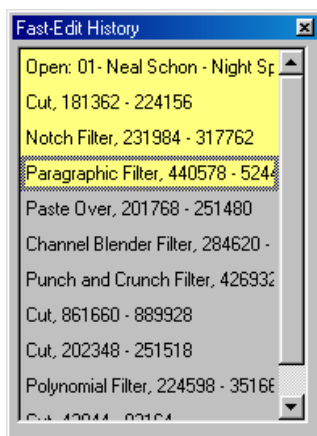 Fast-Edit History
Open: 01- Neal Schon - Night Sp
Cut, 181362 - 224156
Notch Filter, 231984 - 317762
Paragraphic Filter, 440578 - 5244
Paste Over, 201768 - 251480
Channel Blender Filter, 284620 -
Punch and Crunch Filter, 426932
Cut, 861660 - 889928
Cut, 202348 - 251518
Polynomial Filter, 224598 - 35166